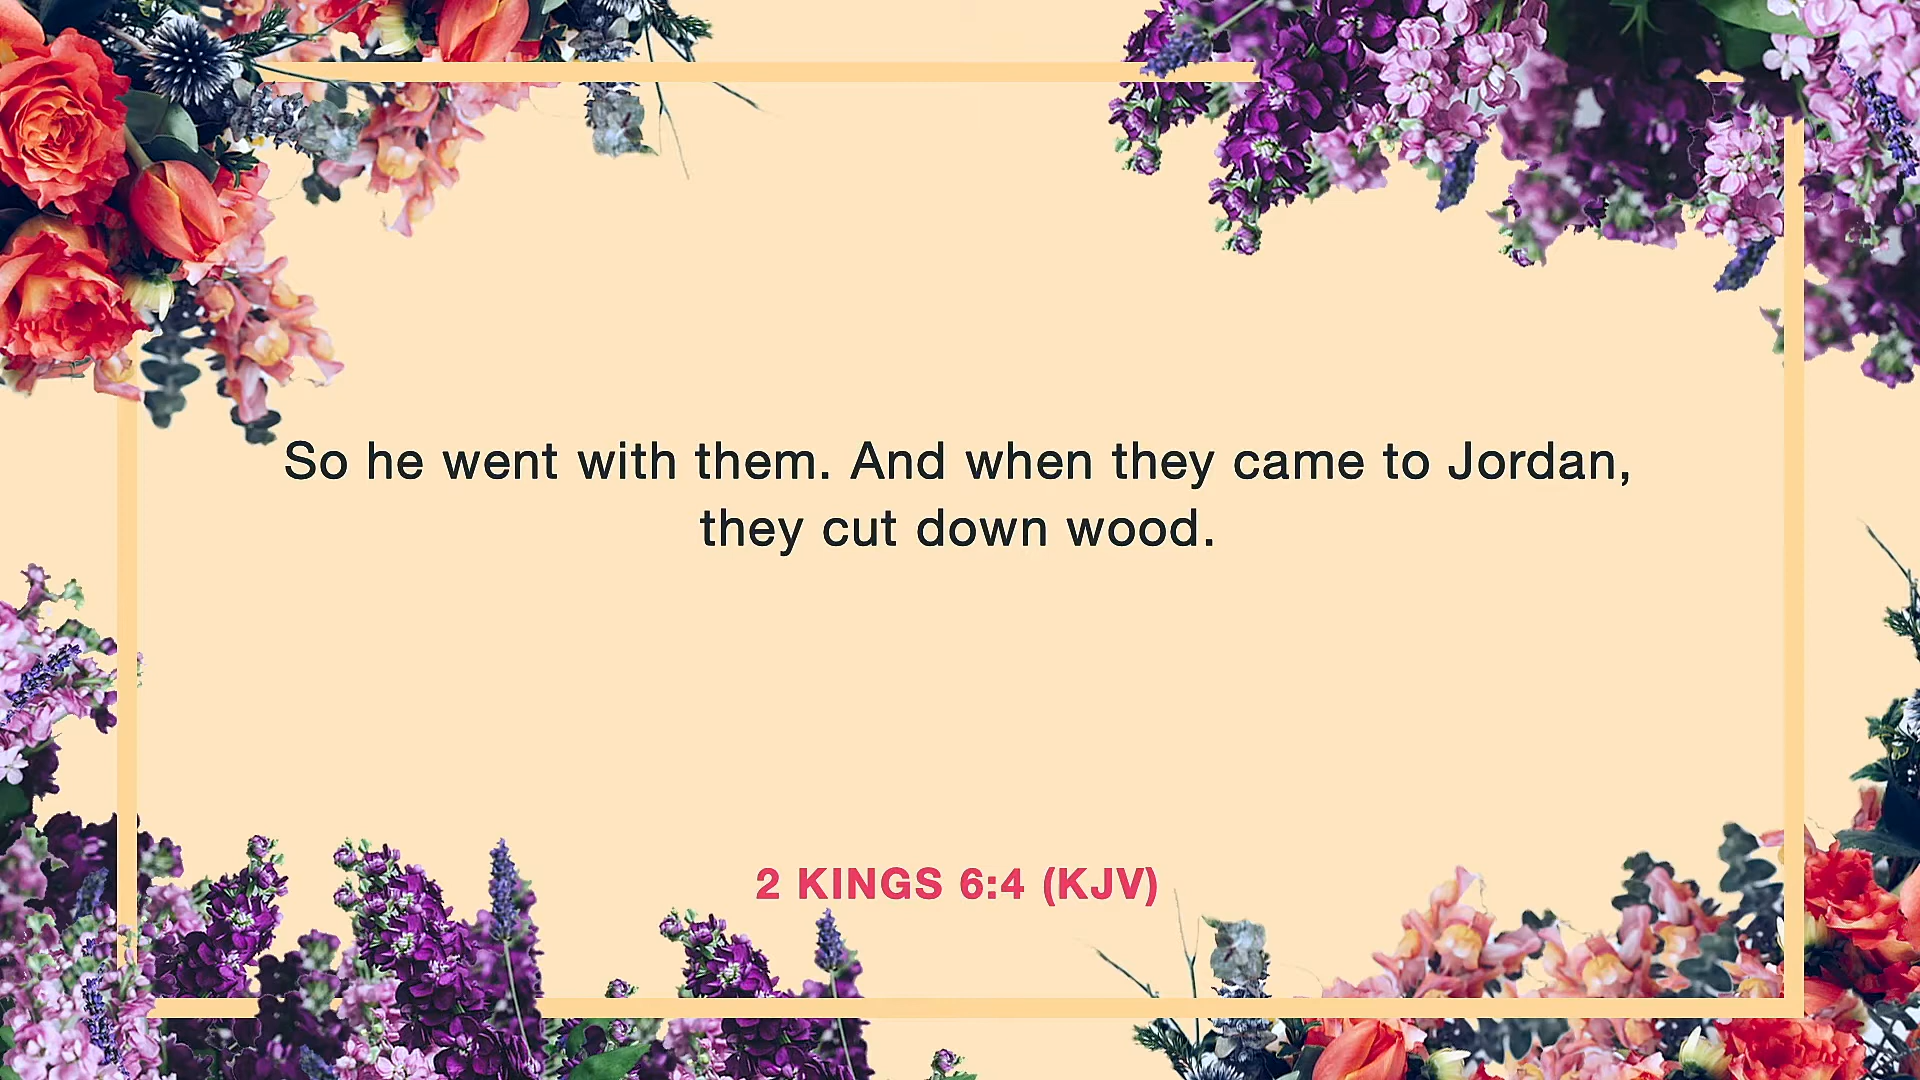 So he went with them. And when they came to Jordan,
they cut down wood.
2 KINGS 6:4 (KJV)